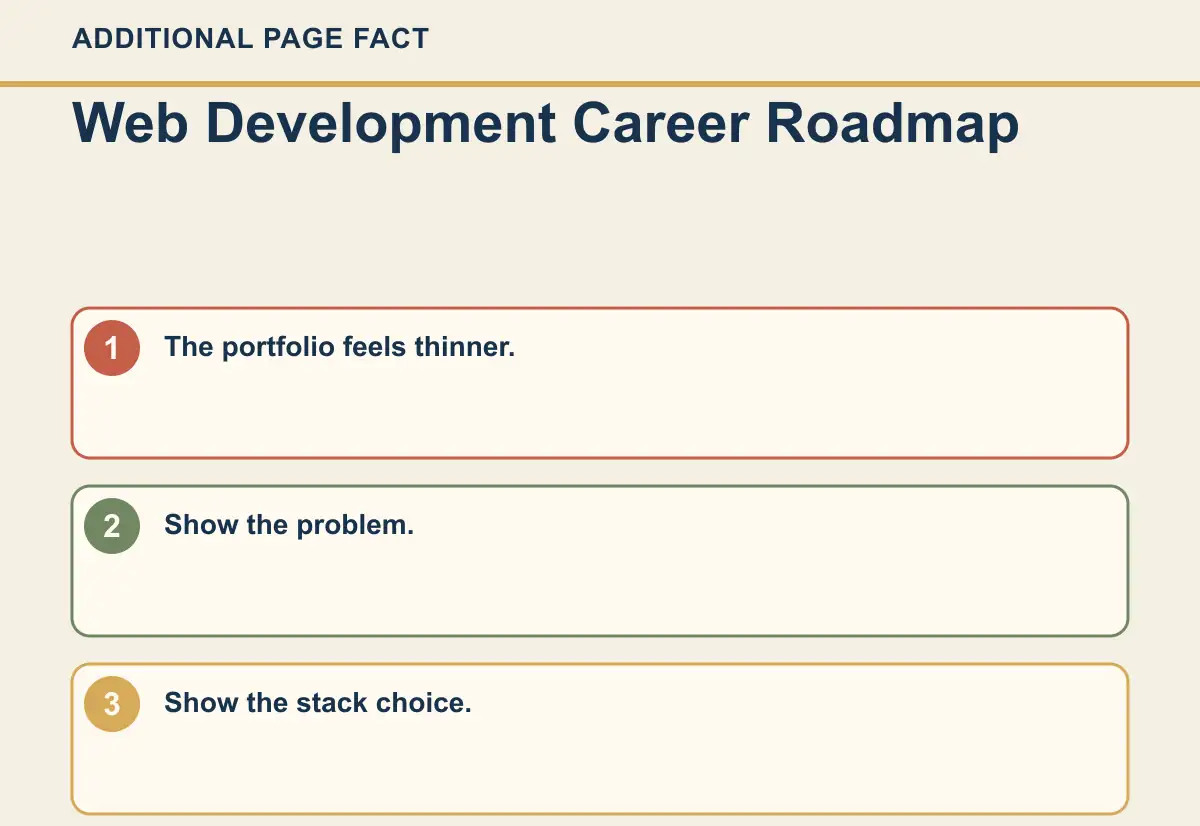 ADDITIONAL PAGE FACT
Web Development Career Roadmap
1 The portfolio feels thinner.
2 Show the problem.
3 Show the stack choice.